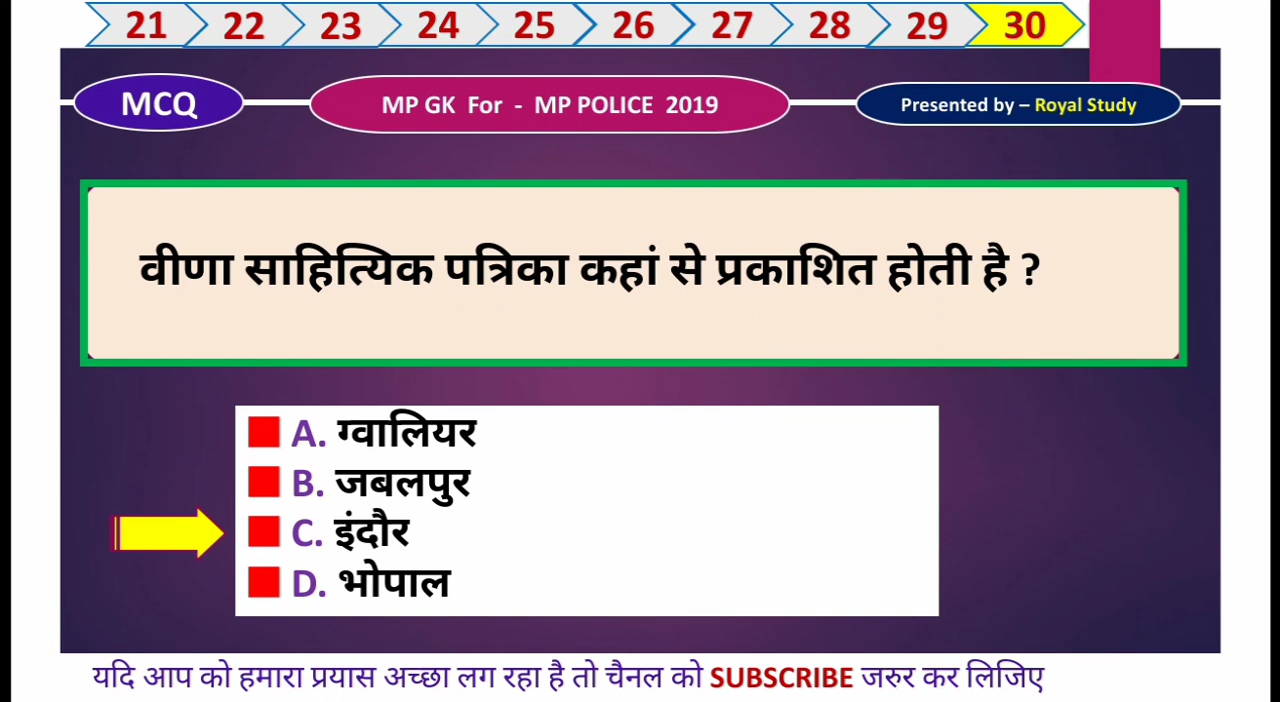 21 22 23 24 25 26 27 28 29 30
MCQ
MP GK For - MP POLICE 2019
Presented by – Royal Study
वीणा साहित्यिक पत्रिका कहां से प्रकाशित होती है ?
A. ग्वालियर
B. जबलपुर
C. इंदौर
D. भोपाल
यदि आप को हमारा प्रयास अच्छा लग रहा है तो चैनल को SUBSCRIBE जरुर कर लिजिए